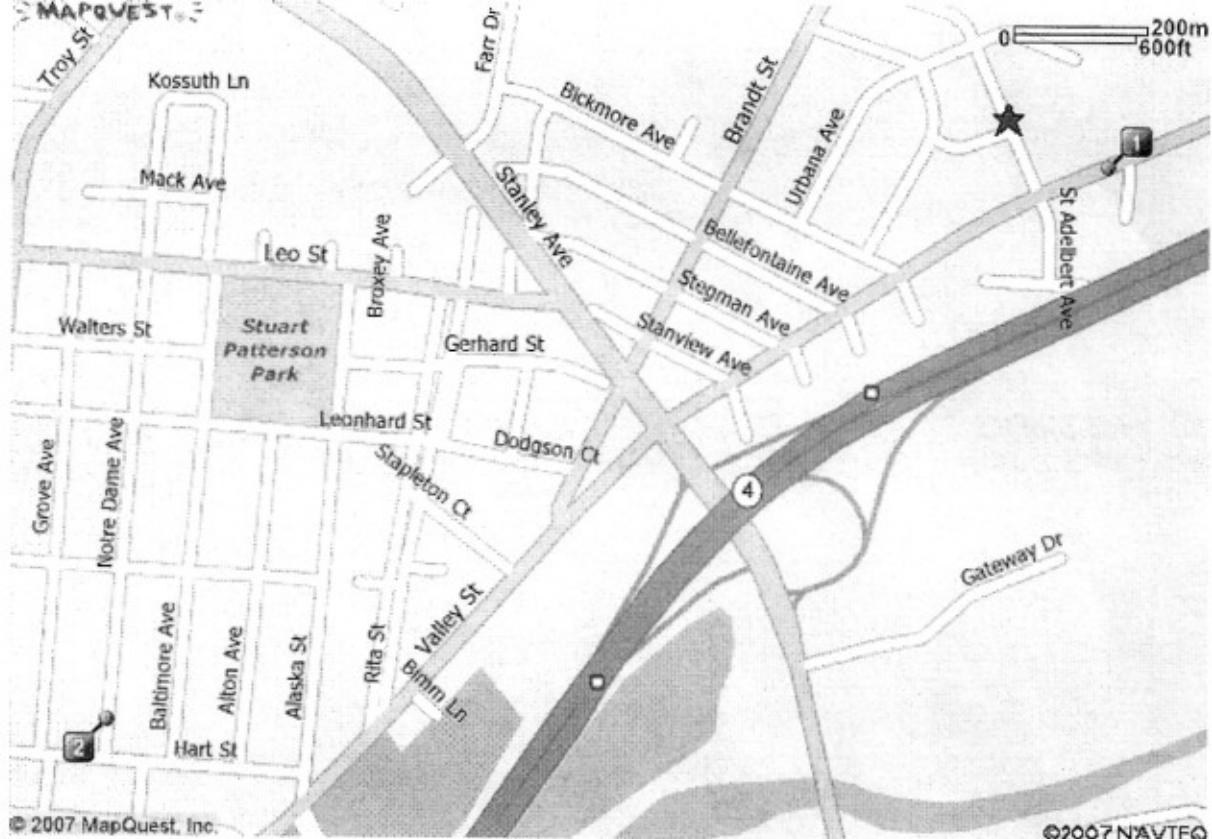 MAPQUEST
200m
0
600ft
Troy St
Farr Dr
Kossuth Ln
Bickmore Ave
Brandt St
Urbana Ave
1
Mack Ave
Stanley Ave
St Adelbert Ave
Broxey Ave
Leo St
Bellefontaine Ave
Stegman Ave
Walters St
Stuart
Patterson
Park
Gerhard St
Stanview Ave
Leonhard St
Dodgson Ct
Stapleton Ct
4
Grove Ave
Notre Dame Ave
Gateway Dr
Valley St
Baltimore Ave
Alton Ave
Alaska St
Rita St
Bimm Ln
2
Hart St
© 2007 MapQuest, Inc.
©2007 NAVTEQ